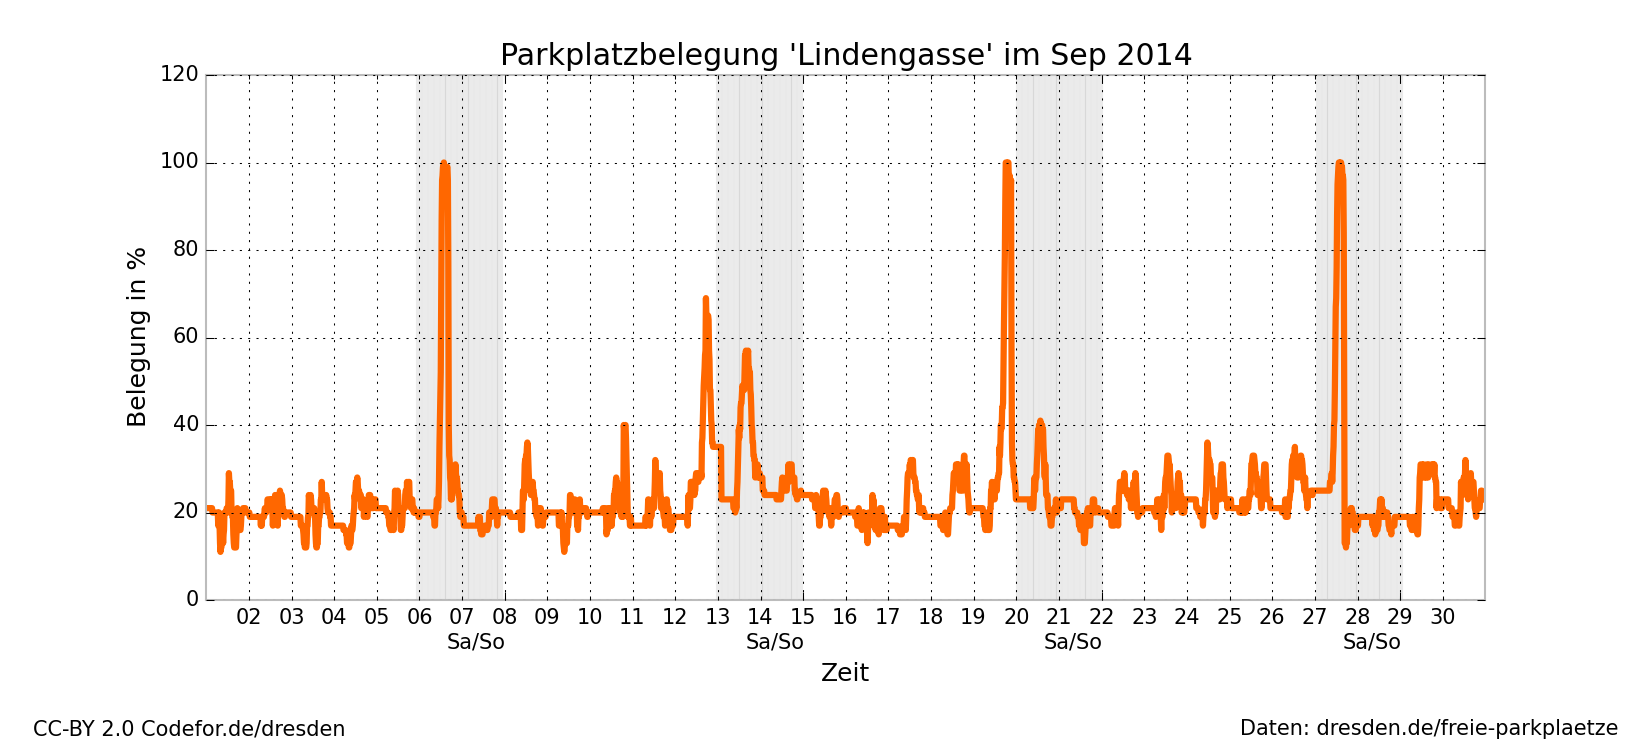 Parkplatzbelegung 'Lindengasse' im Sep 2014
120
100
80
60
40
20
0
Belegung in %
02 03 04 05 06 07 08 09 10 11 12 13 14 15 16 17 18 19 20 21 22 23 24 25 26 27 28 29 30
Sa/So Sa/So Sa/So Sa/So
Zeit
CC-BY 2.0 Codefor.de/dresden
Daten: dresden.de/freie-parkplaetze